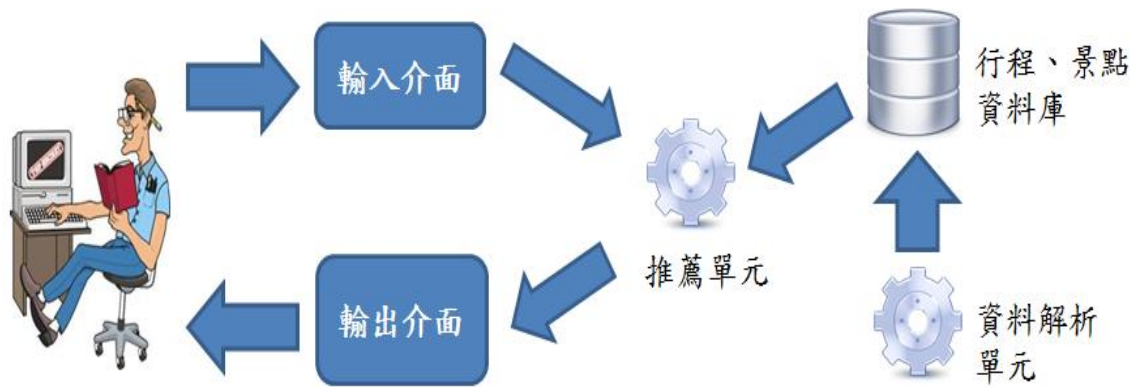 輸入介面
行程、景點
資料庫
推薦單元
輸出介面
資料解析
單元